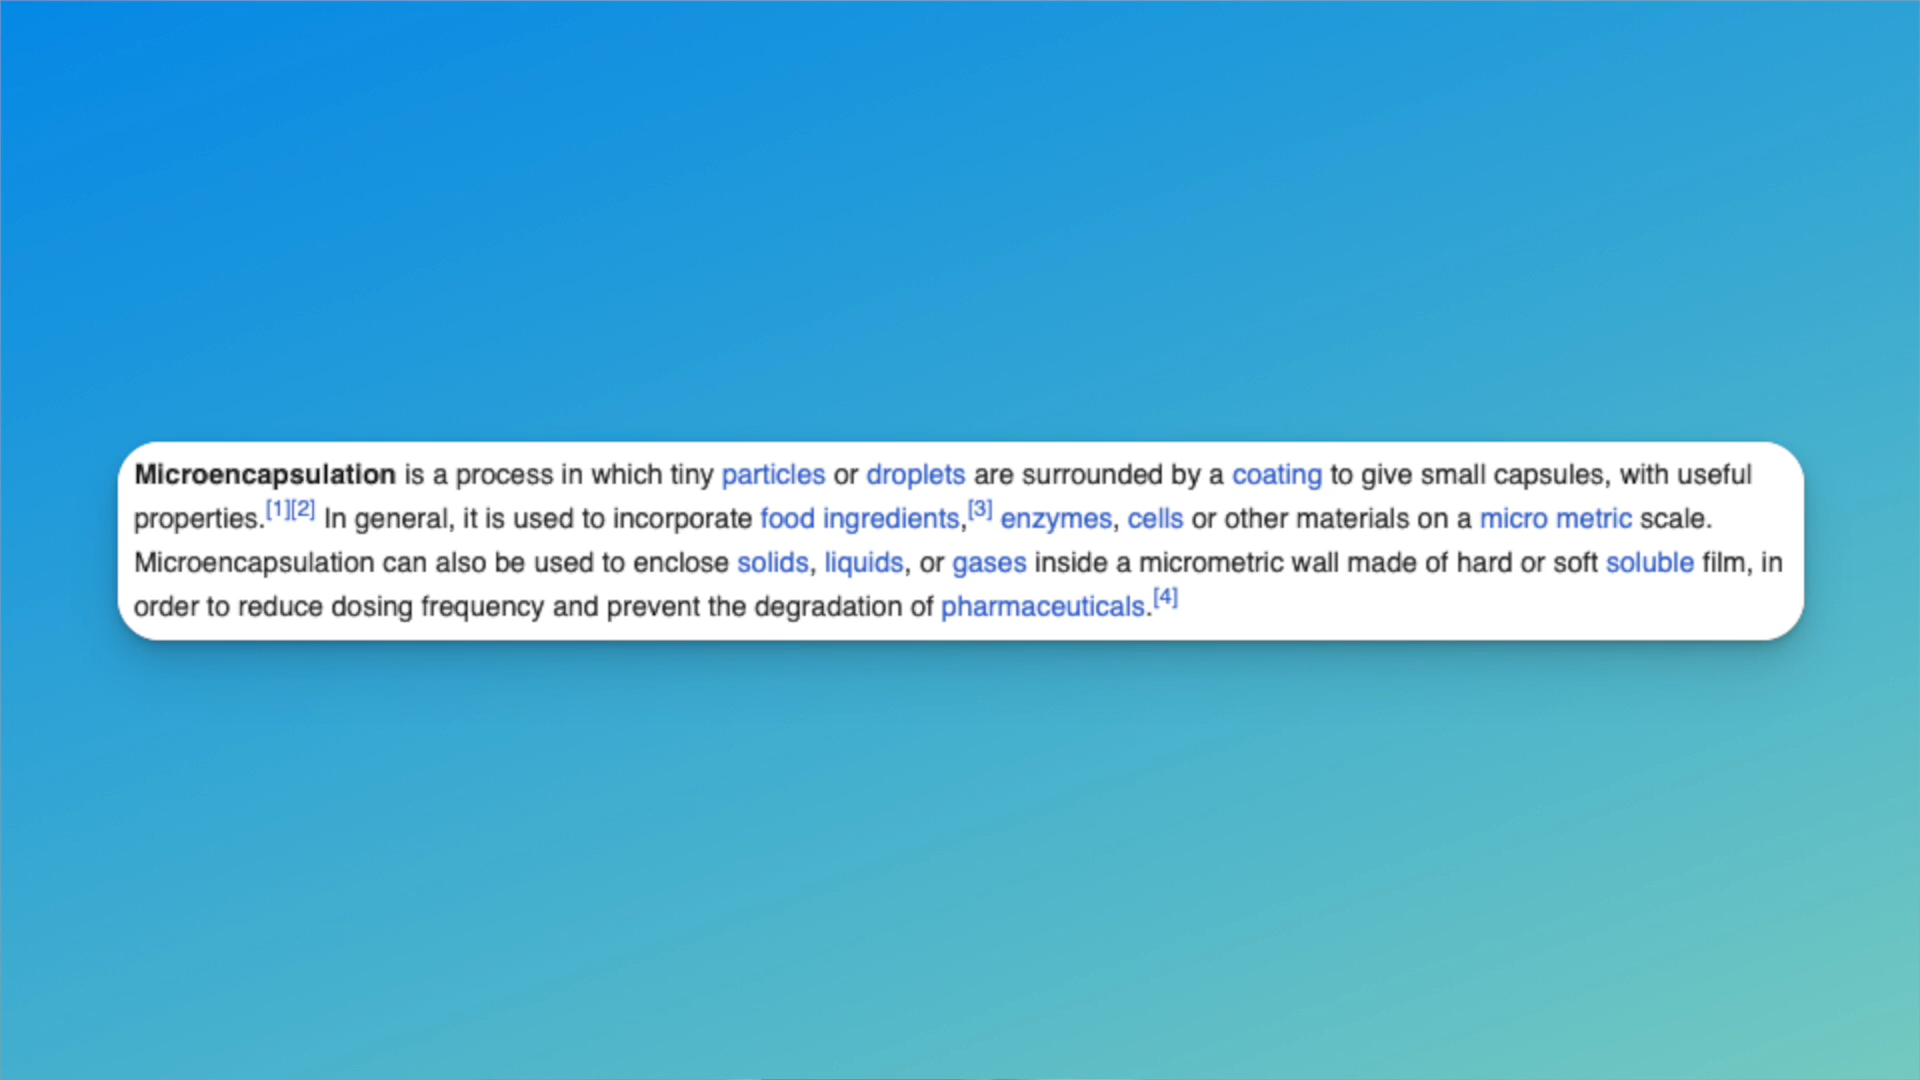 Microencapsulation is a process in which tiny particles or droplets are surrounded by a coating to give small capsules, with useful
properties.[1][2] In general, it is used to incorporate food ingredients,[3] enzymes, cells or other materials on a micro metric scale.
Microencapsulation can also be used to enclose solids, liquids, or gases inside a micrometric wall made of hard or soft soluble film, in
order to reduce dosing frequency and prevent the degradation of pharmaceuticals.[4]